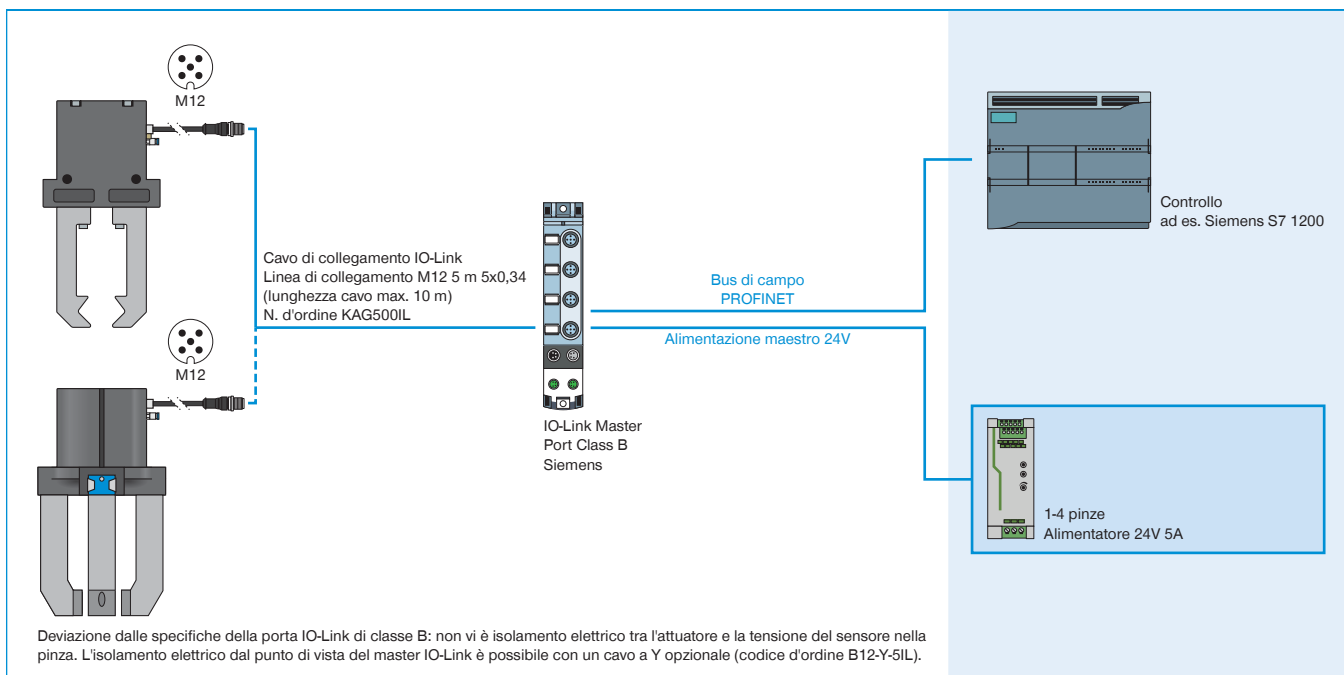 M12
Cavo di collegamento IO-Link
Linea di collegamento M12 5 m 5x0,34
(lunghezza cavo max. 10 m)
N. d'ordine KAG500IL
M12
IO-Link Master
Port Class B
Siemens
Bus di campo
PROFINET
Alimentazione maestro 24V
Controllo
ad es. Siemens S7 1200
1-4 pinze
Alimentatore 24V 5A
Deviazione dalle specifiche della porta IO-Link di classe B: non vi è isolamento elettrico tra l'attuatore e la tensione del sensore nella
pinza. L'isolamento elettrico dal punto di vista del master IO-Link è possibile con un cavo a Y opzionale (codice d'ordine B12-Y-5IL).